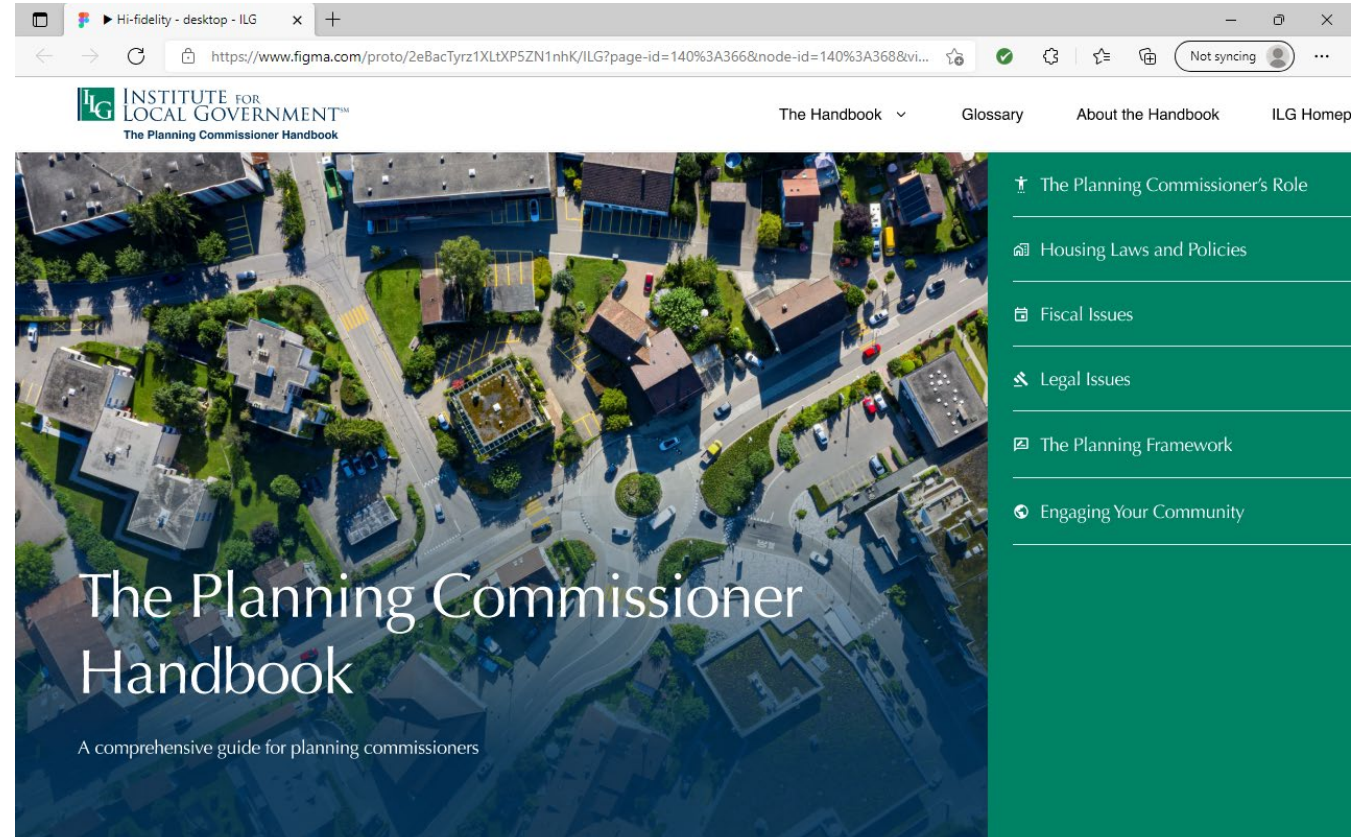 Hi-fidelity - desktop - ILG
https://www.figma.com/proto/2eBacTyrz1XLtXP5ZN1nhK/ILG?page-id=140%3A366&node-id=140%3A368&vi...
Not syncing
ILG
INSTITUTE FOR
LOCAL GOVERNMENT℠
The Planning Commissioner Handbook
The Handbook
Glossary
About the Handbook
ILG Homep
The Planning Commissioner's Role
Housing Laws and Policies
Fiscal Issues
Legal Issues
The Planning Framework
Engaging Your Community
The Planning Commissioner
Handbook
A comprehensive guide for planning commissioners